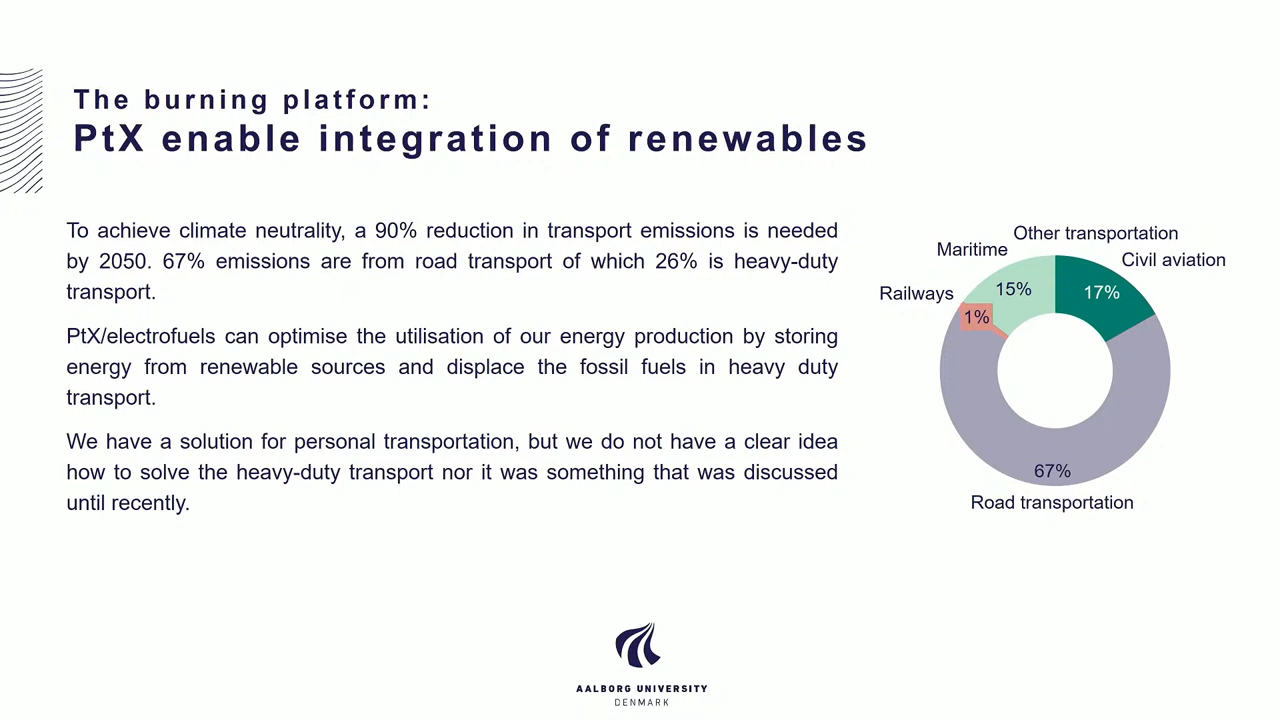 The burning platform:
PtX enable integration of renewables
To achieve climate neutrality, a 90% reduction in transport emissions is needed
by 2050. 67% emissions are from road transport of which 26% is heavy-duty
transport.
PtX/electrofuels can optimise the utilisation of our energy production by storing
energy from renewable sources and displace the fossil fuels in heavy duty
transport.
We have a solution for personal transportation, but we do not have a clear idea
how to solve the heavy-duty transport nor it was something that was discussed
until recently.
Other transportation
Maritime
Civil aviation
Railways
15%
17%
1%
67%
Road transportation
AALBORG UNIVERSITY
DENMARK